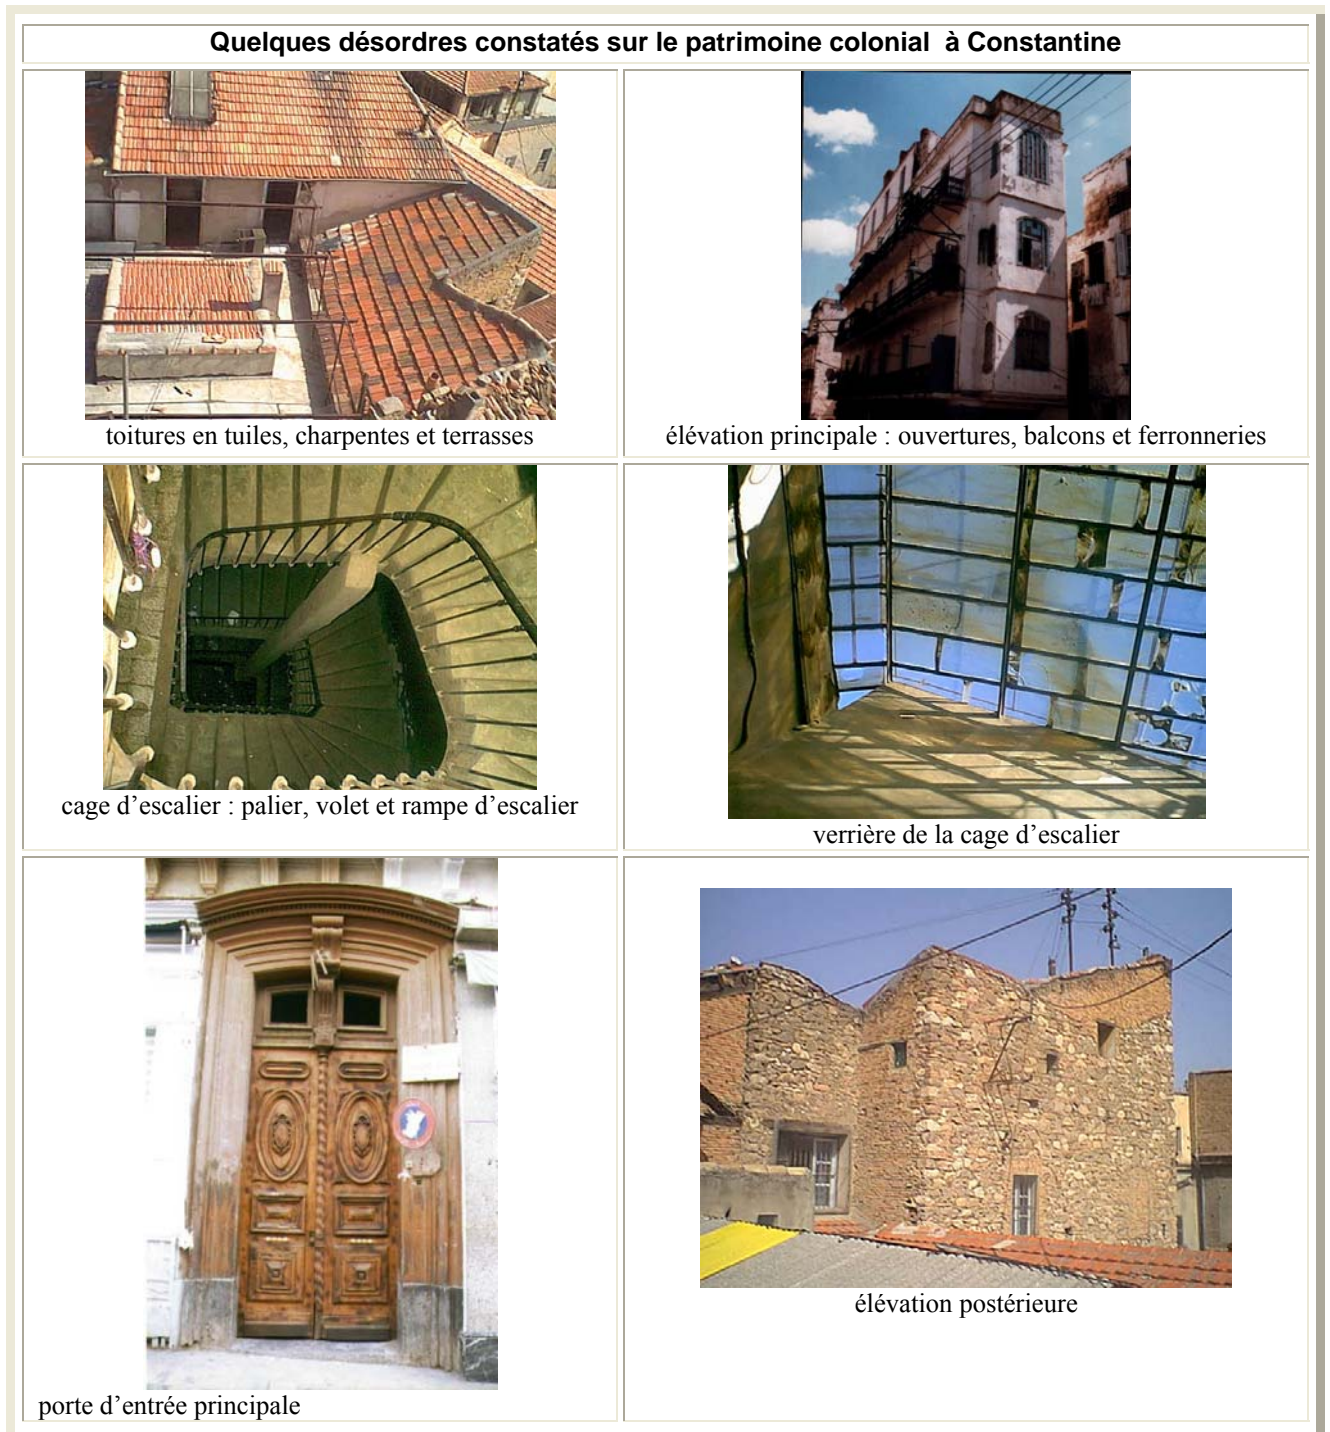 Quelques désordres constatés sur le patrimoine colonial à Constantine
toitures en tuiles, charpentes et terrasses
élévation principale : ouvertures, balcons et ferronneries
cage d’escalier : palier, volet et rampe d’escalier
verrière de la cage d’escalier
porte d’entrée principale
élévation postérieure